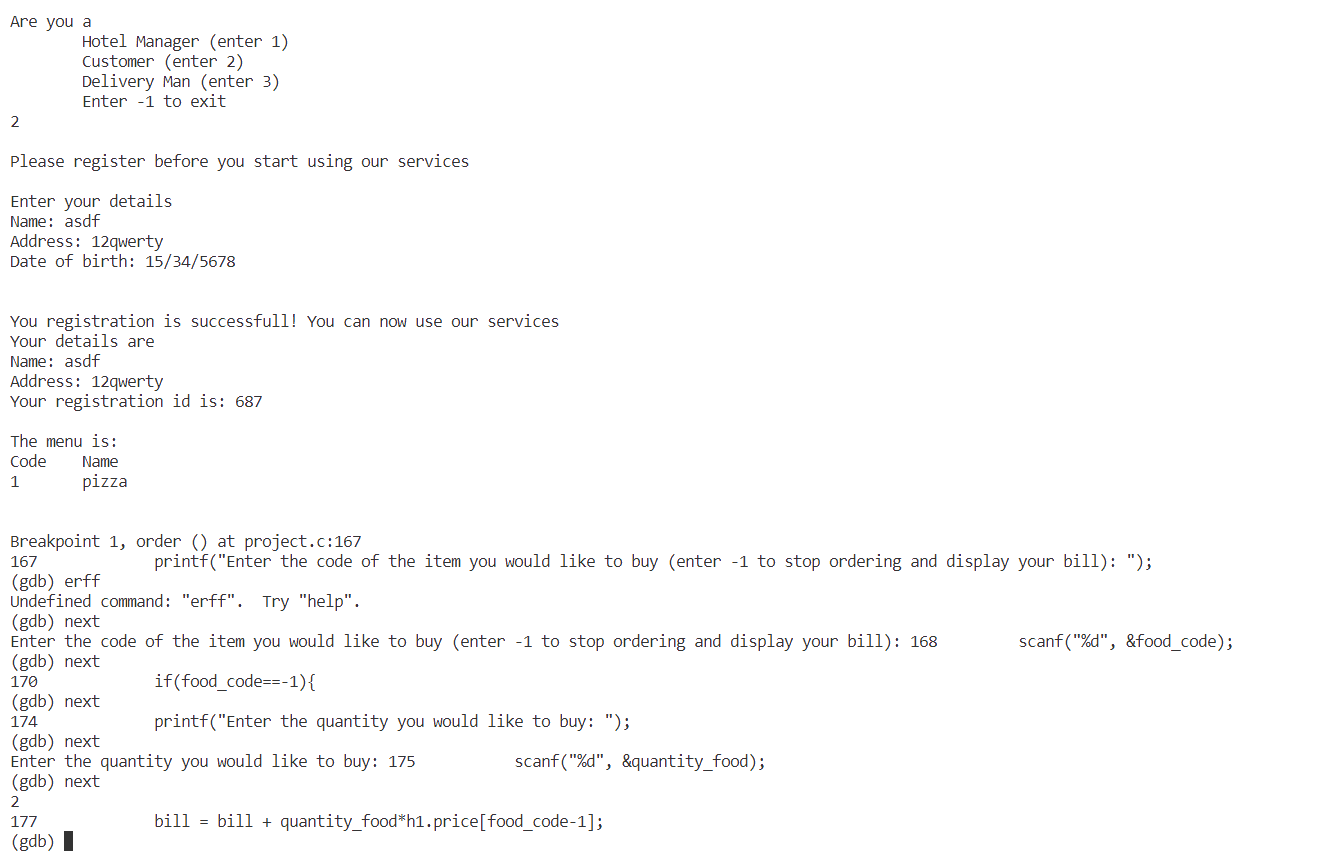 Are you a
Hotel Manager (enter 1)
Customer (enter 2)
Delivery Man (enter 3)
Enter -1 to exit
2
Please register before you start using our services
Enter your details
Name: asdf
Address: 12qwerty
Date of birth: 15/34/5678
You registration is successfull! You can now use our services
Your details are
Name: asdf
Address: 12qwerty
Your registration id is: 687
The menu is:
Code    Name
1       pizza
Breakpoint 1, order () at project.c:167
167             printf("Enter the code of the item you would like to buy (enter -1 to stop ordering and display your bill): ");
(gdb) erff
Undefined command: "erff".  Try "help".
(gdb) next
Enter the code of the item you would like to buy (enter -1 to stop ordering and display your bill): 168         scanf("%d", &food_code);
(gdb) next
170             if(food_code==-1){
(gdb) next
174             printf("Enter the quantity you would like to buy: ");
(gdb) next
Enter the quantity you would like to buy: 175           scanf("%d", &quantity_food);
(gdb) next
2
177             bill = bill + quantity_food*h1.price[food_code-1];
(gdb)